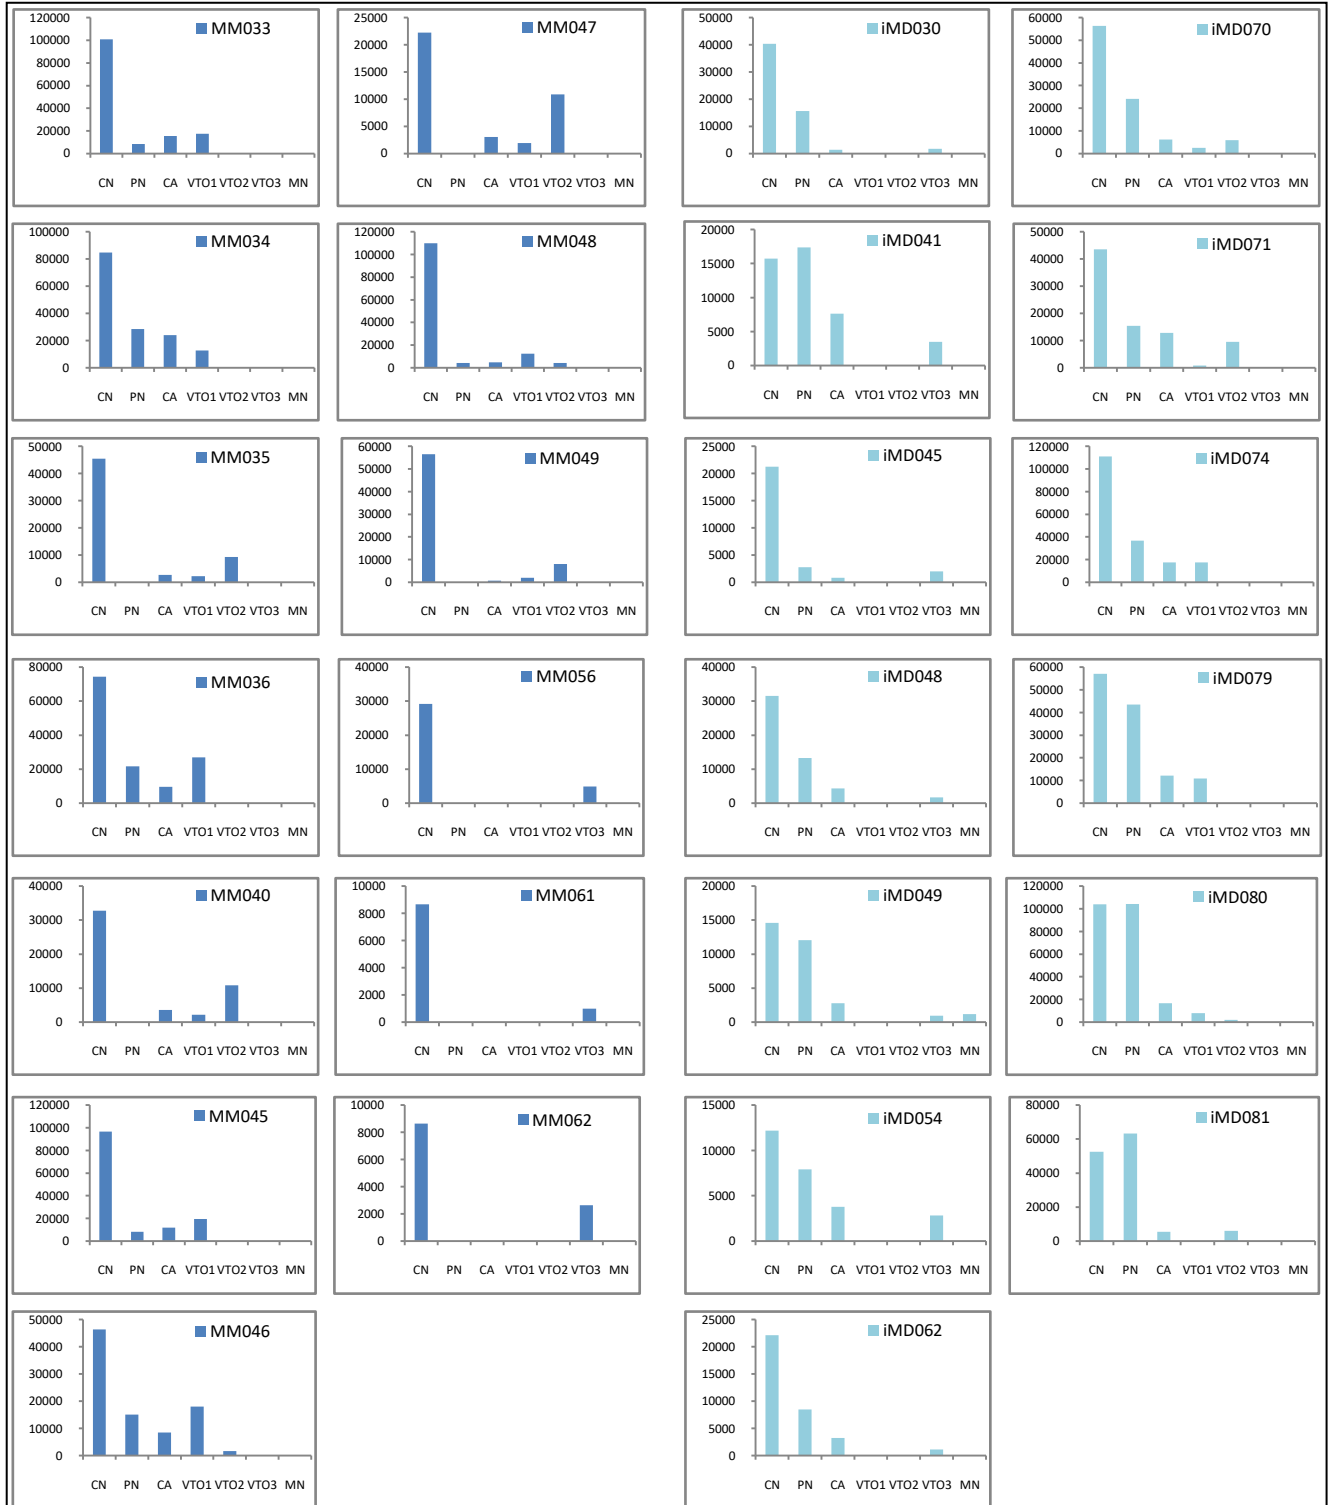 MM033
120000
100000
80000
60000
40000
20000
0
CN PN CA VTO1 VTO2 VTO3 MN
MM047
25000
20000
15000
10000
5000
0
CN PN CA VTO1 VTO2 VTO3 MN
iMD030
50000
40000
30000
20000
10000
0
CN PN CA VTO1 VTO2 VTO3 MN
iMD070
60000
50000
40000
30000
20000
10000
0
CN PN CA VTO1 VTO2 VTO3 MN
MM034
100000
80000
60000
40000
20000
0
CN PN CA VTO1 VTO2 VTO3 MN
MM048
120000
100000
80000
60000
40000
20000
0
CN PN CA VTO1 VTO2 VTO3 MN
iMD041
20000
15000
10000
5000
0
CN PN CA VTO1 VTO2 VTO3 MN
iMD071
50000
40000
30000
20000
10000
0
CN PN CA VTO1 VTO2 VTO3 MN
MM035
50000
40000
30000
20000
10000
0
CN PN CA VTO1 VTO2 VTO3 MN
MM049
60000
50000
40000
30000
20000
10000
0
CN PN CA VTO1 VTO2 VTO3 MN
iMD045
25000
20000
15000
10000
5000
0
CN PN CA VTO1 VTO2 VTO3 MN
iMD074
120000
100000
80000
60000
40000
20000
0
CN PN CA VTO1 VTO2 VTO3 MN
MM036
80000
60000
40000
20000
0
CN PN CA VTO1 VTO2 VTO3 MN
MM056
40000
30000
20000
10000
0
CN PN CA VTO1 VTO2 VTO3 MN
iMD048
40000
30000
20000
10000
0
CN PN CA VTO1 VTO2 VTO3 MN
iMD079
60000
50000
40000
30000
20000
10000
0
CN PN CA VTO1 VTO2 VTO3 MN
MM040
40000
30000
20000
10000
0
CN PN CA VTO1 VTO2 VTO3 MN
MM061
10000
8000
6000
4000
2000
0
CN PN CA VTO1 VTO2 VTO3 MN
iMD049
20000
15000
10000
5000
0
CN PN CA VTO1 VTO2 VTO3 MN
iMD080
120000
100000
80000
60000
40000
20000
0
CN PN CA VTO1 VTO2 VTO3 MN
MM045
120000
100000
80000
60000
40000
20000
0
CN PN CA VTO1 VTO2 VTO3 MN
MM062
10000
8000
6000
4000
2000
0
CN PN CA VTO1 VTO2 VTO3 MN
iMD054
15000
10000
5000
0
CN PN CA VTO1 VTO2 VTO3 MN
iMD081
80000
60000
40000
20000
0
CN PN CA VTO1 VTO2 VTO3 MN
MM046
50000
40000
30000
20000
10000
0
CN PN CA VTO1 VTO2 VTO3 MN
iMD062
25000
20000
15000
10000
5000
0
CN PN CA VTO1 VTO2 VTO3 MN